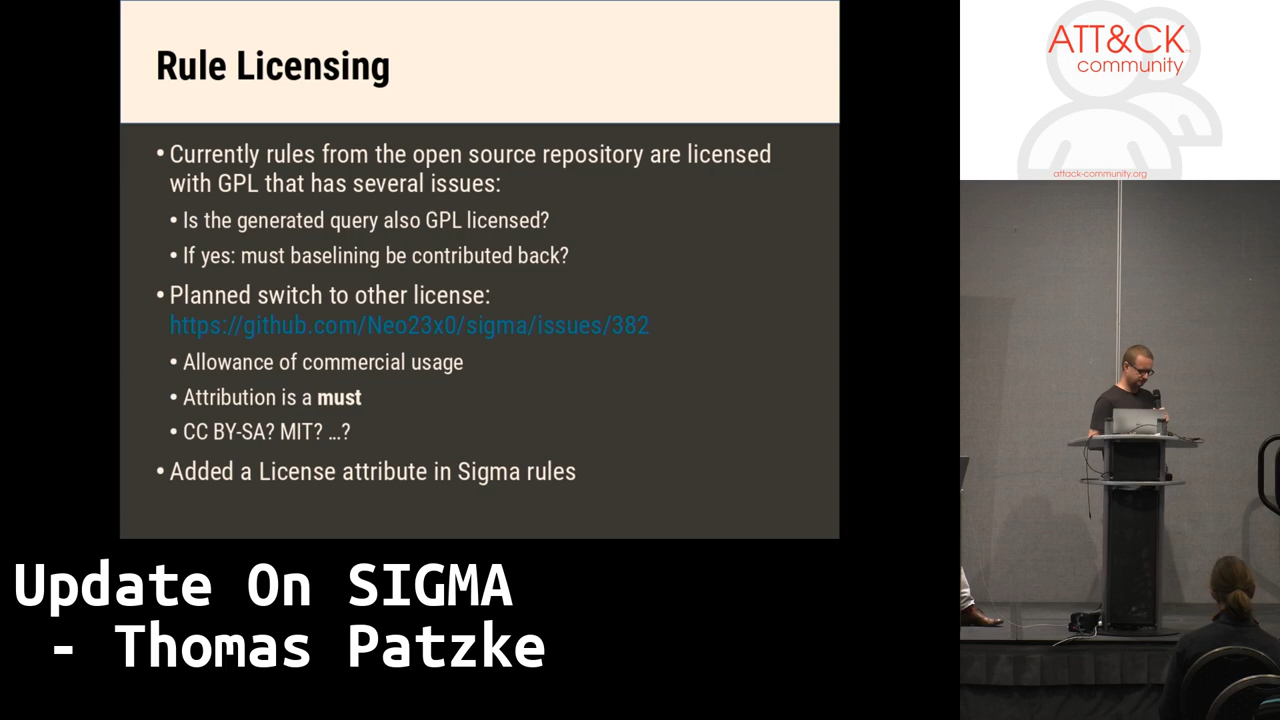 Rule Licensing
• Currently rules from the open source repository are licensed
with GPL that has several issues:
• Is the generated query also GPL licensed?
• If yes: must baselining be contributed back?
• Planned switch to other license:
https://github.com/Neo23x0/sigma/issues/382
• Allowance of commercial usage
• Attribution is a must
• CC BY-SA? MIT? ...?
• Added a License attribute in Sigma rules
Update On SIGMA
- Thomas Patzke
ATT&CK
community
attack-community.org